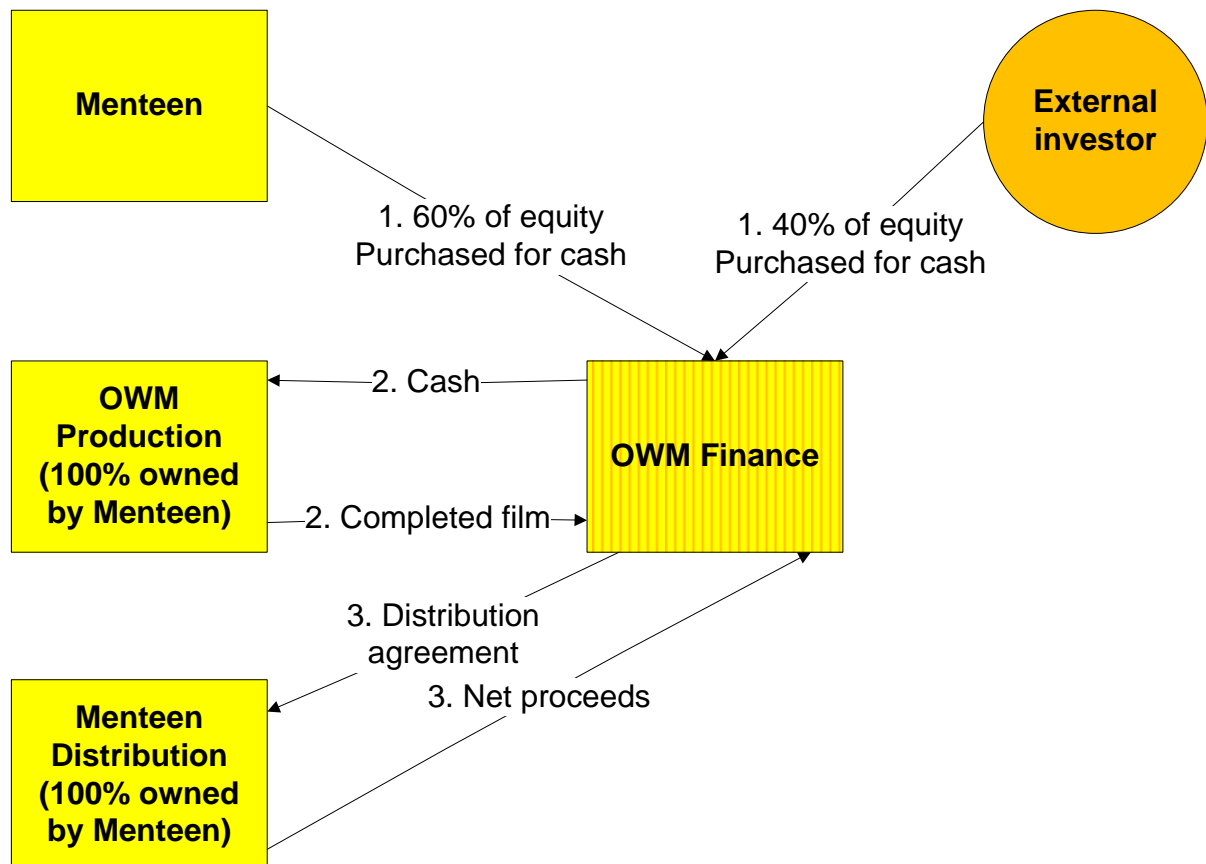 Menteen
External
investor
1. 60% of equity
Purchased for cash
1. 40% of equity
Purchased for cash
OWM
Production
(100% owned
by Menteen)
2. Cash
2. Completed film
OWM Finance
3. Distribution
agreement
3. Net proceeds
Menteen
Distribution
(100% owned
by Menteen)